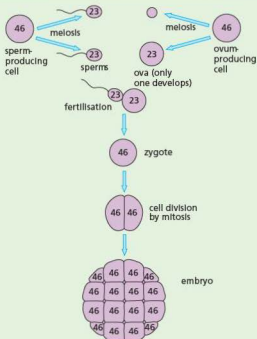 46
sperm-
producing
cell
meiosis
23
23
sperms
meiosis
46
ovum-
producing
cell
23
ova (only
one develops)
23
23
fertilisation
46
zygote
46 46
cell division
by mitosis
46 46 46 46
46 46 46 46
46 46 46 46
46 46 46 46
embryo